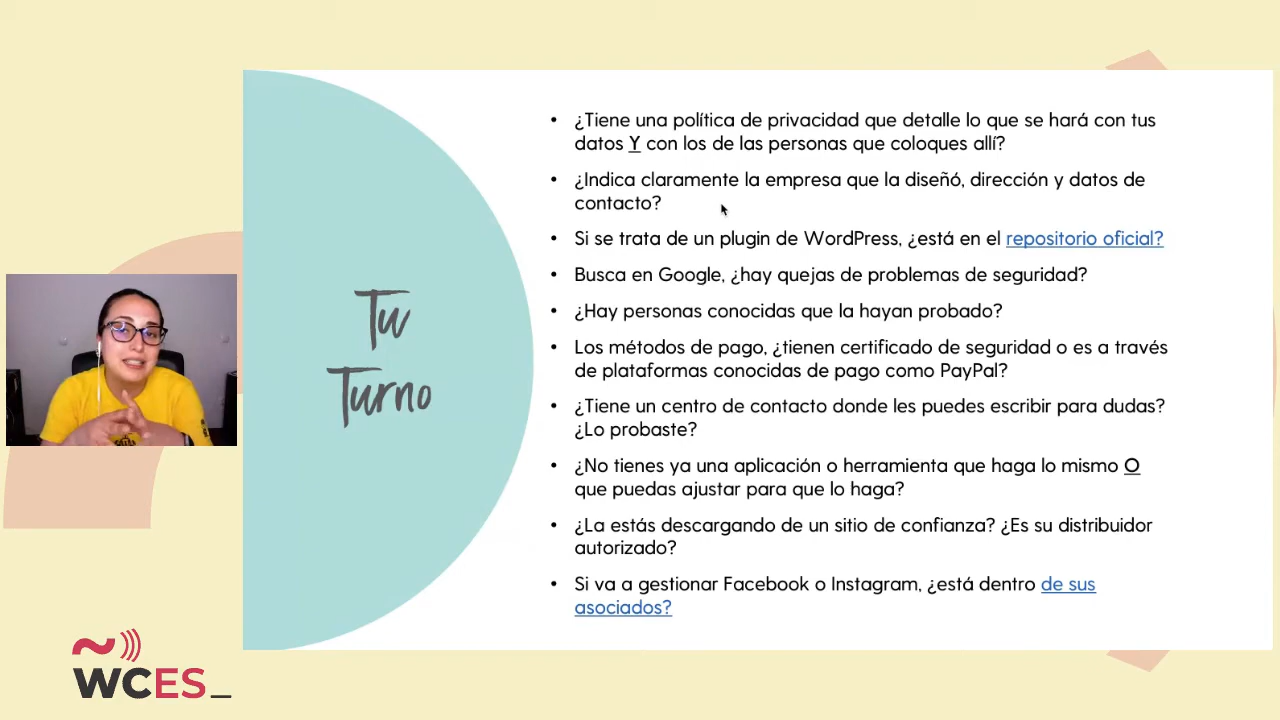 Tu
Turno
• ¿Tiene una política de privacidad que detalle lo que se hará con tus
datos Y con los de las personas que coloques allí?
• ¿Indica claramente la empresa que la diseñó, dirección y datos de
contacto?
• Si se trata de un plugin de WordPress, ¿está en el repositorio oficial?
• Busca en Google, ¿hay quejas de problemas de seguridad?
• ¿Hay personas conocidas que la hayan probado?
• Los métodos de pago, ¿tienen certificado de seguridad o es a través
de plataformas conocidas de pago como PayPal?
• ¿Tiene un centro de contacto donde les puedes escribir para dudas?
¿Lo probaste?
• ¿No tienes ya una aplicación o herramienta que haga lo mismo O
que puedas ajustar para que lo haga?
• ¿La estás descargando de un sitio de confianza? ¿Es su distribuidor
autorizado?
• Si va a gestionar Facebook o Instagram, ¿está dentro de sus
asociados?
WCES_